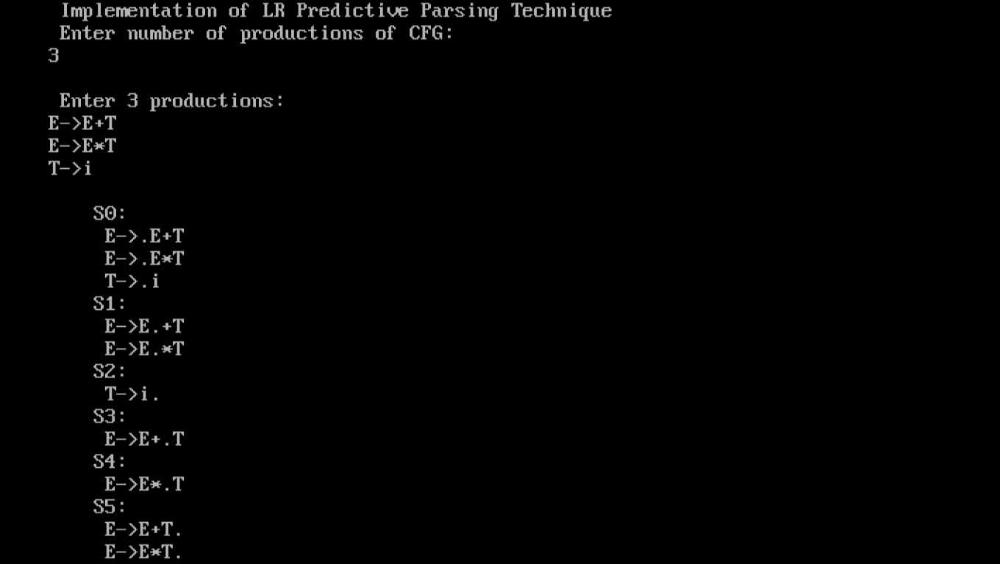 Implementation of LR Predictive Parsing Technique
Enter number of productions of CFG:
3
Enter 3 productions:
E->E+T
E->E*T
T->i
S0:
E->.E+T
E->.E*T
T->.i
S1:
E->E.+T
E->E.*T
S2:
T->i.
S3:
E->E+.T
S4:
E->E*.T
S5:
E->E+T.
E->E*T.